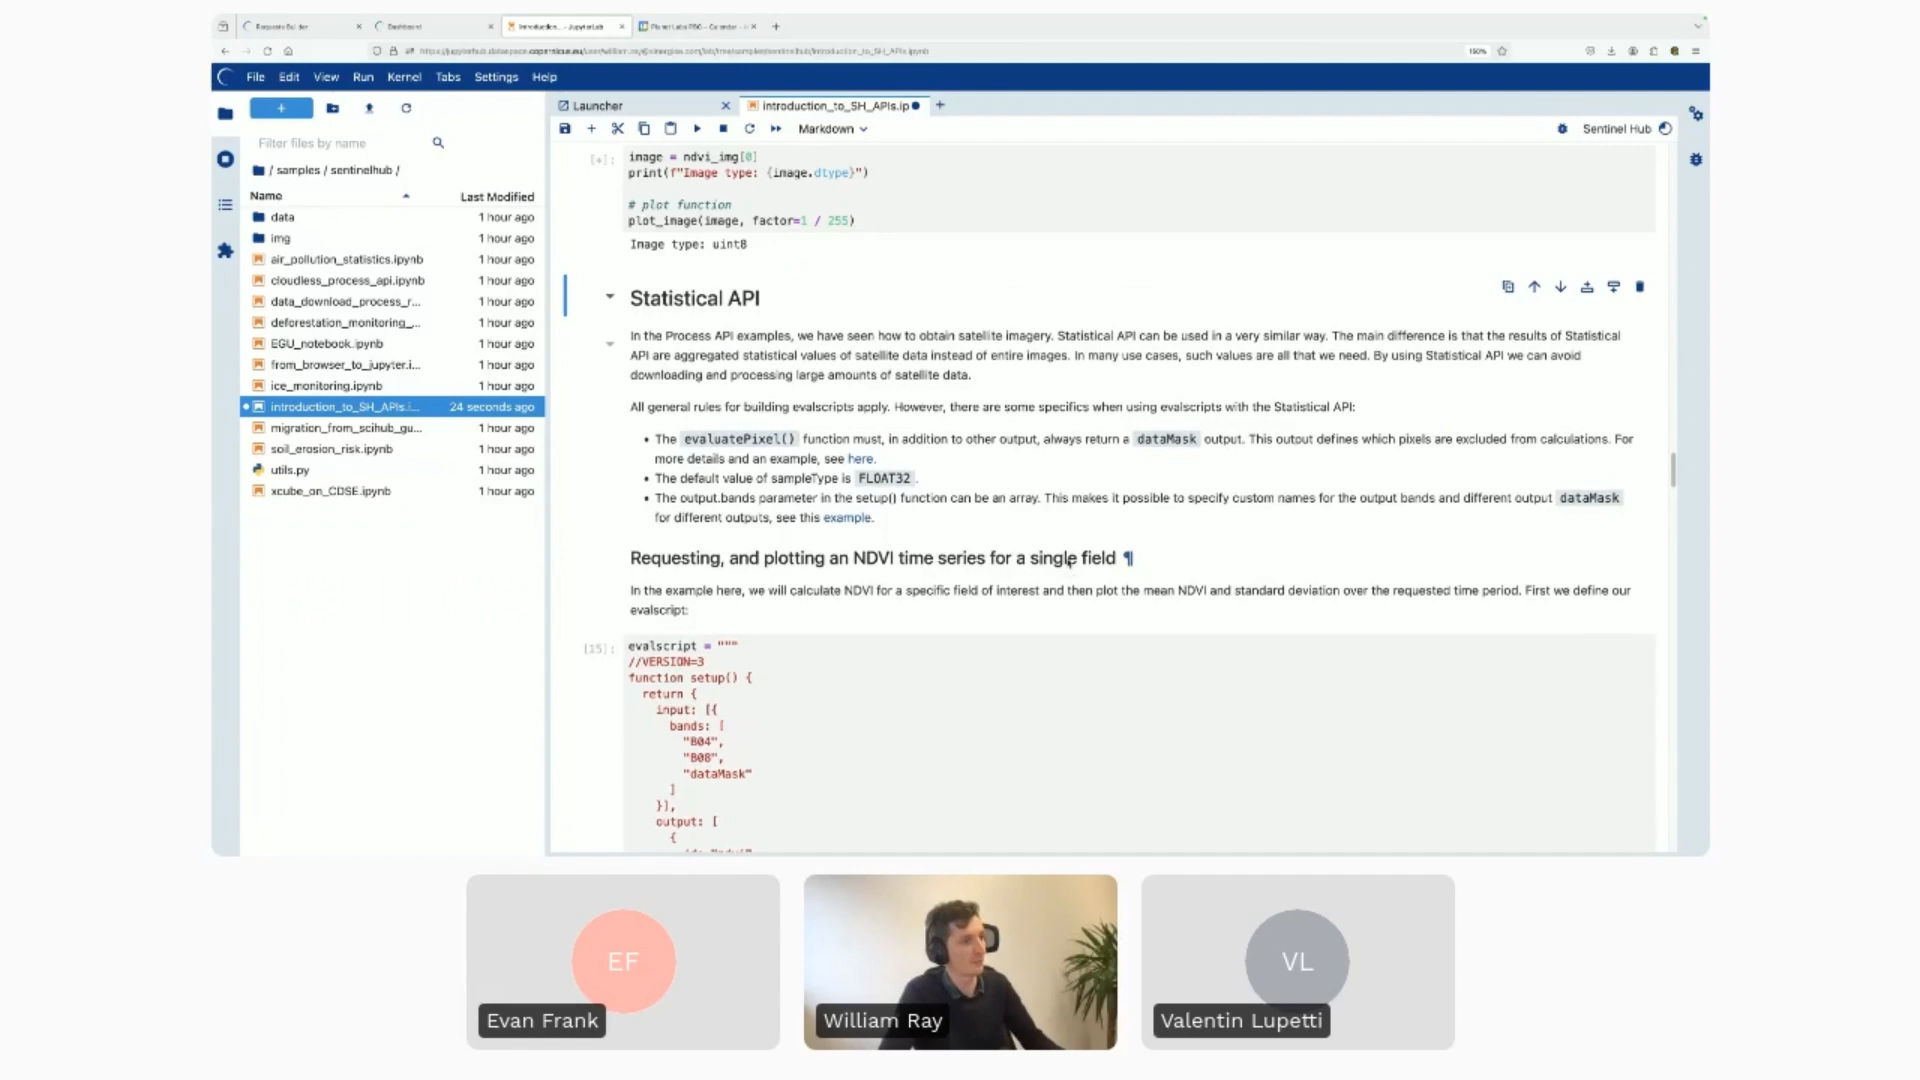 Requests Builder
Dashboard
Introduction... - JupyterLab
Planet Labs PBC - Calendar
150%
File Edit View Run Kernel Tabs Settings Help
Launcher
introduction_to_SH_APIs.ip
Filter files by name
Markdown
Sentinel Hub
/ samples / sentinelhub /
Name
Last Modified
data 1 hour ago
img 1 hour ago
air_pollution_statistics.ipynb 1 hour ago
cloudless_process_api.ipynb 1 hour ago
data_download_process_r... 1 hour ago
deforestation_monitoring_... 1 hour ago
EGU_notebook.ipynb 1 hour ago
from_browser_to_jupyter.i... 1 hour ago
ice_monitoring.ipynb 1 hour ago
introduction_to_SH_APIs.i... 24 seconds ago
migration_from_scihub_gu... 1 hour ago
soil_erosion_risk.ipynb 1 hour ago
utils.py 1 hour ago
xcube_on_CDSE.ipynb 1 hour ago
[*]:
image = ndvi_img[0]
print(f"Image type: {image.dtype}")
# plot function
plot_image(image, factor=1 / 255)
Image type: uint8
Statistical API
In the Process API examples, we have seen how to obtain satellite imagery. Statistical API can be used in a very similar way. The main difference is that the results of Statistical
API are aggregated statistical values of satellite data instead of entire images. In many use cases, such values are all that we need. By using Statistical API we can avoid
downloading and processing large amounts of satellite data.
All general rules for building evalscripts apply. However, there are some specifics when using evalscripts with the Statistical API:
• The evaluatePixel() function must, in addition to other output, always return a dataMask output. This output defines which pixels are excluded from calculations. For
more details and an example, see here.
• The default value of sampleType is FLOAT32.
• The output.bands parameter in the setup() function can be an array. This makes it possible to specify custom names for the output bands and different output dataMask
for different outputs, see this example.
Requesting, and plotting an NDVI time series for a single field ¶
In the example here, we will calculate NDVI for a specific field of interest and then plot the mean NDVI and standard deviation over the requested time period. First we define our
evalscript:
[15]:
evalscript = """
//VERSION=3
function setup() {
return {
input: [{
bands: [
"B04",
"B08",
"dataMask"
]
}],
output: [
{
EF
Evan Frank
William Ray
VL
Valentin Lupetti